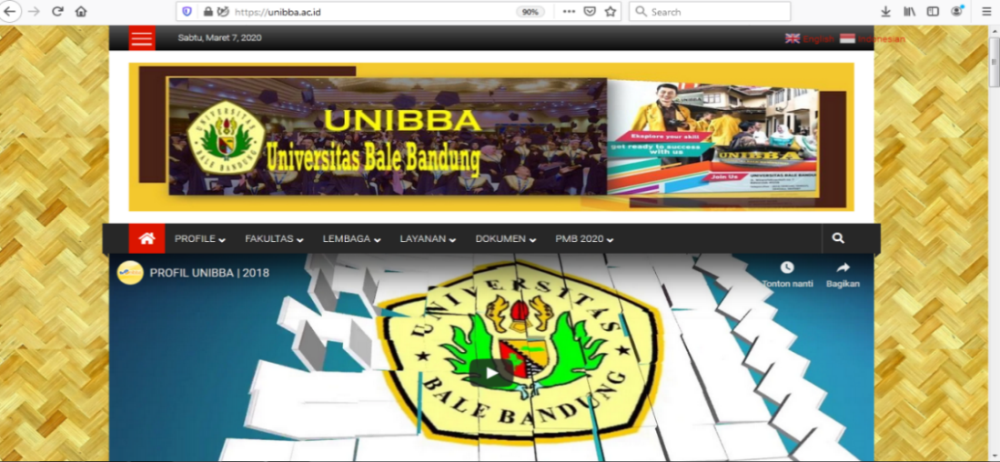 https://unibba.ac.id
90%
Search
Sabtu, Maret 7, 2020
English
Indonesian
UNIVERSITAS
BALE BANDUNG
UNIBBA
Universitas Bale Bandung
Eksplore your skill
get ready to success
with us
UNIBBA
Join Us
UNIVERSITAS BALE BANDUNG
PROFILE
FAKULTAS
LEMBAGA
LAYANAN
DOKUMEN
PMB 2020
PROFIL UNIBBA | 2018
Tonton nanti
Bagikan
UNIVERSITAS
BALE BANDUNG